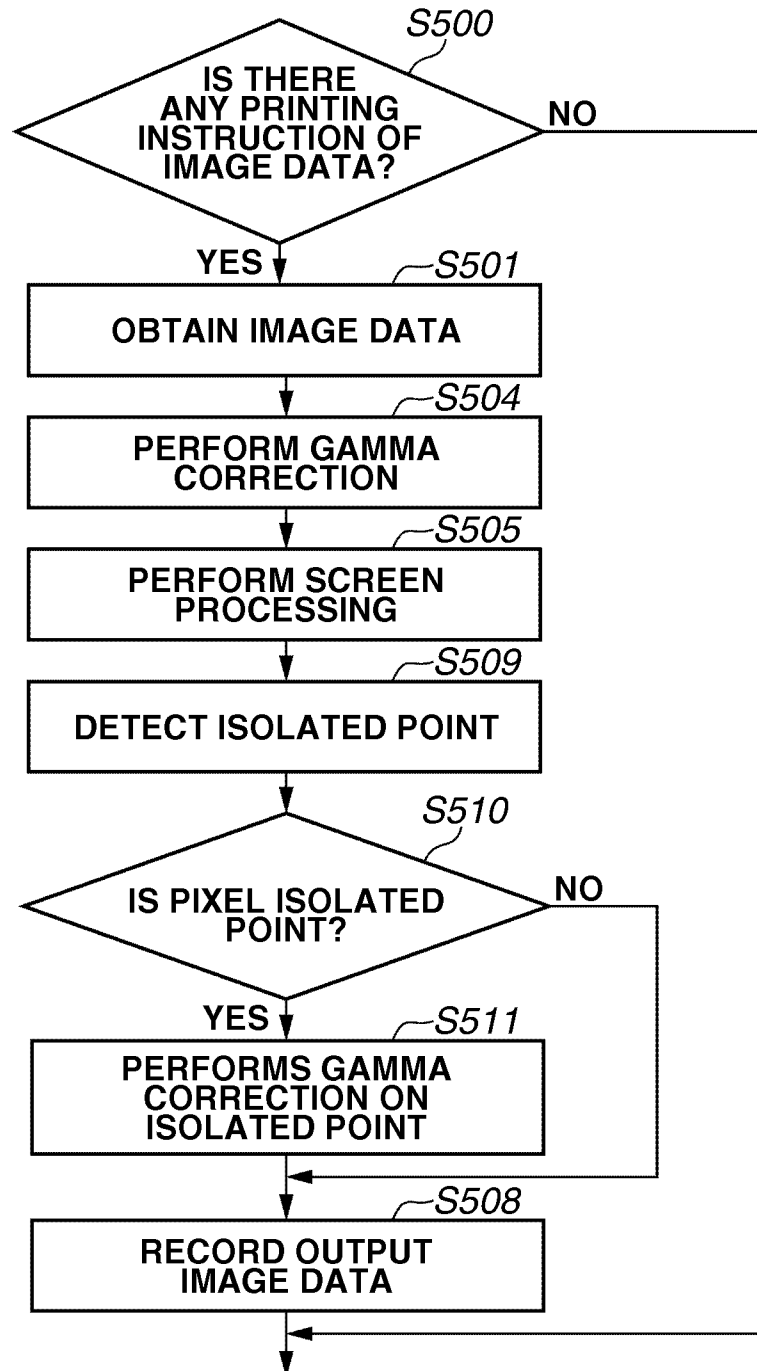 S500
IS THERE
ANY PRINTING
INSTRUCTION OF
IMAGE DATA?
NO
YES
S501
OBTAIN IMAGE DATA
S504
PERFORM GAMMA
CORRECTION
S505
PERFORM SCREEN
PROCESSING
S509
DETECT ISOLATED POINT
S510
IS PIXEL ISOLATED
POINT?
NO
YES
S511
PERFORMS GAMMA
CORRECTION ON
ISOLATED POINT
S508
RECORD OUTPUT
IMAGE DATA